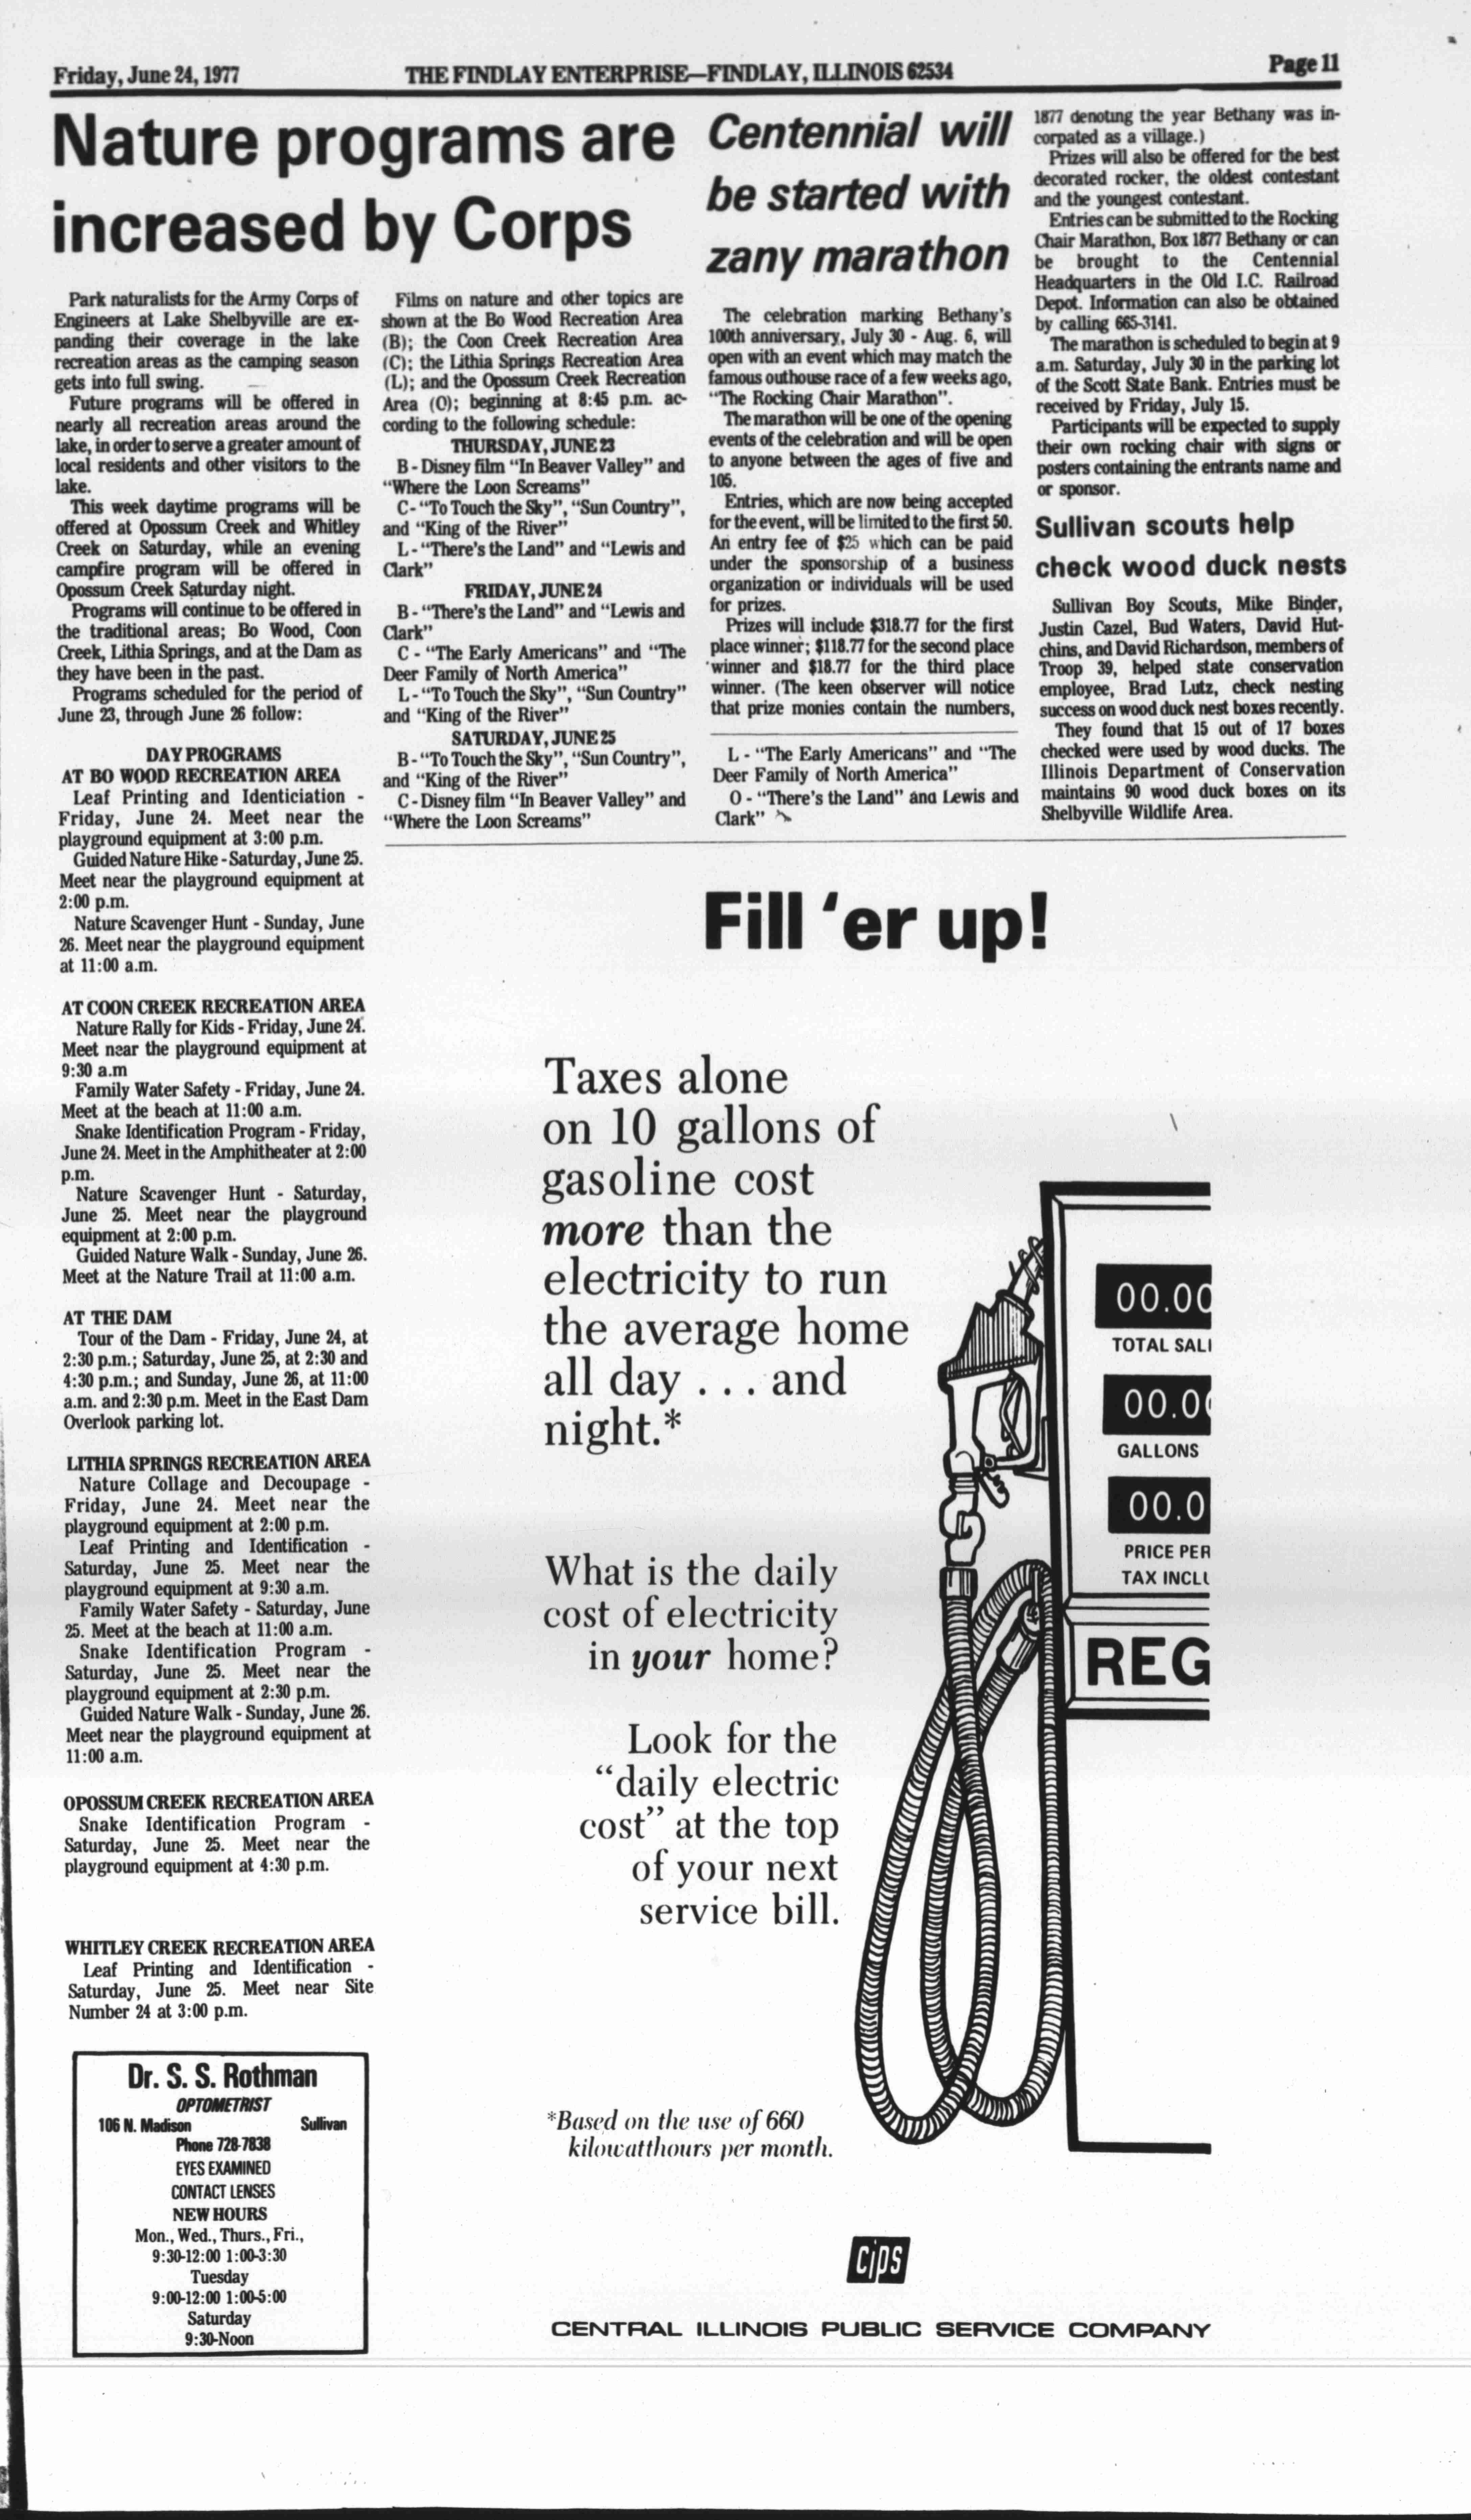 Friday, June 24, 1977
THE FINDLAY ENTERPRISE—FINDLAY, ILLINOIS 62534
Page 11
Nature programs are
increased by Corps
Park naturalists for the Army Corps of
Engineers at Lake Shelbyville are ex-
panding their coverage in the lake
recreation areas as the camping season
gets into full swing.
Future programs will be offered in
nearly all recreation areas around the
lake, in order to serve a greater amount of
local residents and other visitors to the
lake.
This week daytime programs will be
offered at Opossum Creek and Whitley
Creek on Saturday, while an evening
campfire program will be offered in
Opossum Creek Saturday night.
Programs will continue to be offered in
the traditional areas; Bo Wood, Coon
Creek, Lithia Springs, and at the Dam as
they have been in the past.
Programs scheduled for the period of
June 23, through June 26 follow:
DAY PROGRAMS
AT BO WOOD RECREATION AREA
Leaf Printing and Identiciation -
Friday, June 24. Meet near the
playground equipment at 3:00 p.m.
Guided Nature Hike - Saturday, June 25.
Meet near the playground equipment at
2:00 p.m.
Nature Scavenger Hunt - Sunday, June
26. Meet near the playground equipment
at 11:00 a.m.
AT COON CREEK RECREATION AREA
Nature Rally for Kids - Friday, June 24.
Meet near the playground equipment at
9:30 a.m
Family Water Safety - Friday, June 24.
Meet at the beach at 11:00 a.m.
Snake Identification Program - Friday,
June 24. Meet in the Amphitheater at 2:00
p.m.
Nature Scavenger Hunt - Saturday,
June 25. Meet near the playground
equipment at 2:00 p.m.
Guided Nature Walk - Sunday, June 26.
Meet at the Nature Trail at 11:00 a.m.
AT THE DAM
Tour of the Dam - Friday, June 24, at
2:30 p.m.; Saturday, June 25, at 2:30 and
4:30 p.m.; and Sunday, June 26, at 11:00
a.m. and 2:30 p.m. Meet in the East Dam
Overlook parking lot.
LITHIA SPRINGS RECREATION AREA
Nature Collage and Decoupage -
Friday, June 24. Meet near the
playground equipment at 2:00 p.m.
Leaf Printing and Identification -
Saturday, June 25. Meet near the
playground equipment at 9:30 a.m.
Family Water Safety - Saturday, June
25. Meet at the beach at 11:00 a.m.
Snake Identification Program -
Saturday, June 25. Meet near the
playground equipment at 2:30 p.m.
Guided Nature Walk - Sunday, June 26.
Meet near the playground equipment at
11:00 a.m.
OPOSSUM CREEK RECREATION AREA
Snake Identification Program -
Saturday, June 25. Meet near the
playground equipment at 4:30 p.m.
WHITLEY CREEK RECREATION AREA
Leaf Printing and Identification -
Saturday, June 25. Meet near Site
Number 24 at 3:00 p.m.
Films on nature and other topics are
shown at the Bo Wood Recreation Area
(B); the Coon Creek Recreation Area
(C); the Lithia Springs Recreation Area
(L); and the Opossum Creek Recreation
Area (O); beginning at 8:45 p.m. ac-
cording to the following schedule:
THURSDAY, JUNE 23
B - Disney film "In Beaver Valley" and
"Where the Loon Screams"
C- "To Touch the Sky", "Sun Country",
and "King of the River"
L - "There's the Land" and "Lewis and
Clark"
FRIDAY, JUNE 24
B - "There's the Land" and "Lewis and
Clark"
C - "The Early Americans" and "The
Deer Family of North America"
L - "To Touch the Sky", "Sun Country"
and "King of the River"
SATURDAY, JUNE 25
B - "To Touch the Sky", "Sun Country",
and "King of the River"
C - Disney film "In Beaver Valley" and
"Where the Loon Screams"
L - "The Early Americans" and "The
Deer Family of North America"
O - "There's the Land" and Lewis and
Clark"
Centennial will
be started with
zany marathon
The celebration marking Bethany's
100th anniversary, July 30 - Aug. 6, will
open with an event which may match the
famous outhouse race of a few weeks ago,
"The Rocking Chair Marathon".
The marathon will be one of the opening
events of the celebration and will be open
to anyone between the ages of five and
105.
Entries, which are now being accepted
for the event, will be limited to the first 50.
An entry fee of $25 which can be paid
under the sponsorship of a business
organization or individuals will be used
for prizes.
Prizes will include $318.77 for the first
place winner; $118.77 for the second place
winner and $18.77 for the third place
winner. (The keen observer will notice
that prize monies contain the numbers,
1877 denoting the year Bethany was in-
corpated as a village.)
Prizes will also be offered for the best
decorated rocker, the oldest contestant
and the youngest contestant.
Entries can be submitted to the Rocking
Chair Marathon, Box 1877 Bethany or can
be brought to the Centennial
Headquarters in the Old I.C. Railroad
Depot. Information can also be obtained
by calling 665-3141.
The marathon is scheduled to begin at 9
a.m. Saturday, July 30 in the parking lot
of the Scott State Bank. Entries must be
received by Friday, July 15.
Participants will be expected to supply
their own rocking chair with signs or
posters containing the entrants name and
or sponsor.
Sullivan scouts help
check wood duck nests
Sullivan Boy Scouts, Mike Binder,
Justin Cazel, Bud Waters, David Hut-
chins, and David Richardson, members of
Troop 39, helped state conservation
employee, Brad Lutz, check nesting
success on wood duck nest boxes recently.
They found that 15 out of 17 boxes
checked were used by wood ducks. The
Illinois Department of Conservation
maintains 90 wood duck boxes on its
Shelbyville Wildlife Area.
Dr. S. S. Rothman
OPTOMETRIST
106 N. Madison Sullivan
Phone 728-7838
EYES EXAMINED
CONTACT LENSES
NEW HOURS
Mon., Wed., Thurs., Fri.,
9:30-12:00 1:00-3:30
Tuesday
9:00-12:00 1:00-5:00
Saturday
9:30-Noon
Fill 'er up!
Taxes alone
on 10 gallons of
gasoline cost
more than the
electricity to run
the average home
all day . . . and
night.*
What is the daily
cost of electricity
in your home?
Look for the
"daily electric
cost" at the top
of your next
service bill.
*Based on the use of 660
kilowatthours per month.
00.00
TOTAL SAL
00.0
GALLONS
00.0
PRICE PER
TAX INCL
REG
CIPS
CENTRAL ILLINOIS PUBLIC SERVICE COMPANY